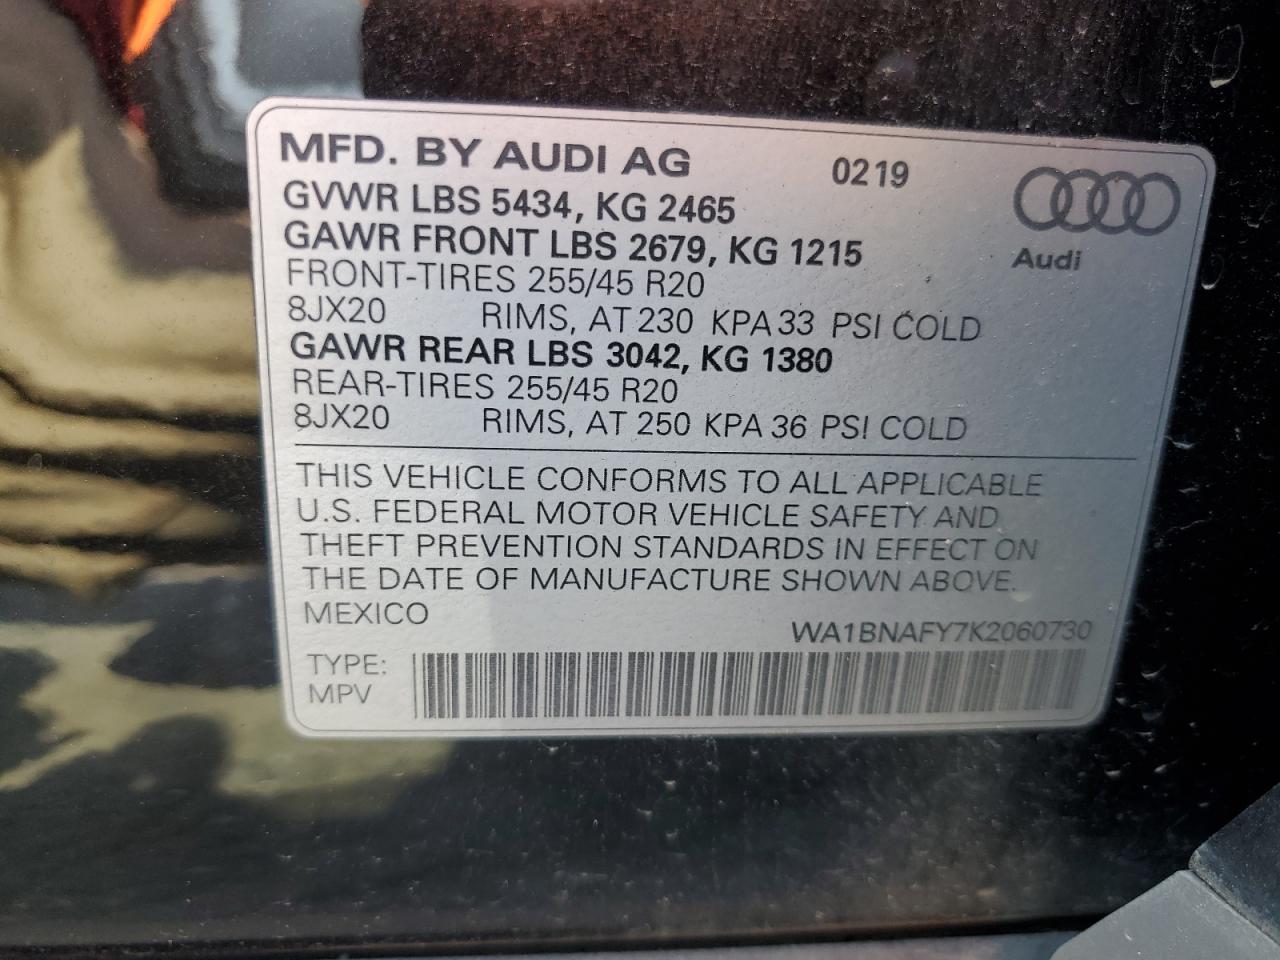 MFD. BY AUDI AG 0219
GVWR LBS 5434, KG 2465
GAWR FRONT LBS 2679, KG 1215
Audi
FRONT-TIRES 255/45 R20
8JX20 RIMS, AT 230 KPA 33 PSI COLD
GAWR REAR LBS 3042, KG 1380
REAR-TIRES 255/45 R20
8JX20 RIMS, AT 250 KPA 36 PSI COLD
THIS VEHICLE CONFORMS TO ALL APPLICABLE
U.S. FEDERAL MOTOR VEHICLE SAFETY AND
THEFT PREVENTION STANDARDS IN EFFECT ON
THE DATE OF MANUFACTURE SHOWN ABOVE.
MEXICO
WA1BNAFY7K2060730
TYPE:
MPV